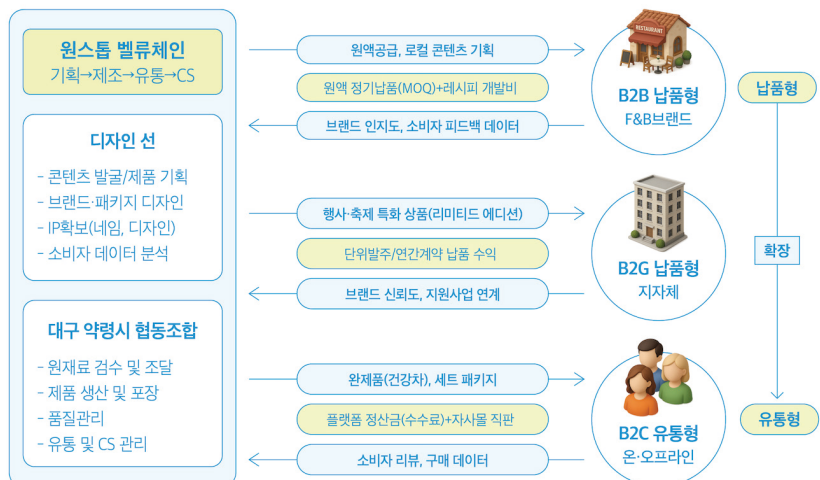 원스톱 벨류체인
기획→제조→유통→CS
디자인 선
- 콘텐츠 발굴/제품 기획
- 브랜드·패키지 디자인
- IP확보(네임, 디자인)
- 소비자 데이터 분석
대구 약령시 협동조합
- 원재료 검수 및 조달
- 제품 생산 및 포장
- 품질관리
- 유통 및 CS 관리
원액공급, 로컬 콘텐츠 기획
원액 정기납품(MOQ)+레시피 개발비
브랜드 인지도, 소비자 피드백 데이터
RESTAURANT
B2B 납품형
F&B브랜드
행사·축제 특화 상품(리미티드 에디션)
단위발주/연간계약 납품 수익
브랜드 신뢰도, 지원사업 연계
B2G 납품형
지자체
완제품(건강차), 세트 패키지
플랫폼 정산금(수수료)+자사몰 직판
소비자 리뷰, 구매 데이터
B2C 유통형
온·오프라인
납품형
확장
유통형